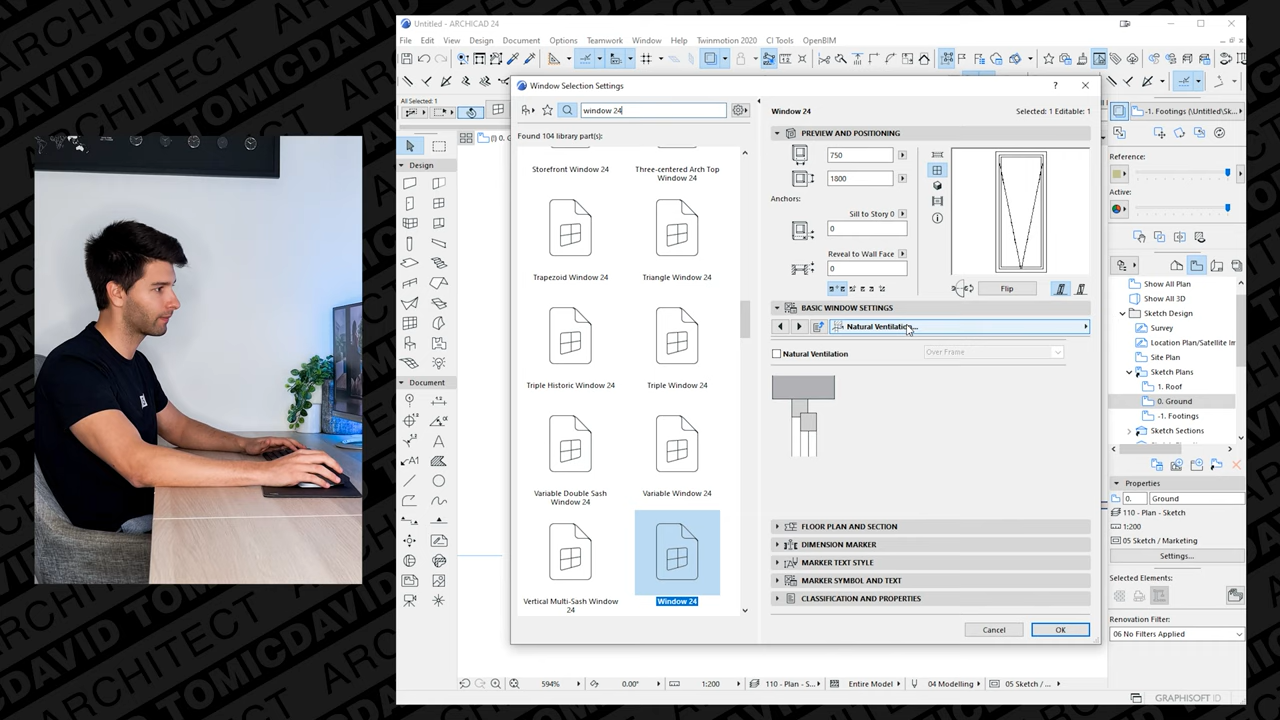 ARCHITECT
DAVID TOMIC
Untitled - ARCHICAD 24
File Edit View Design Document Options Teamwork Window Help Twinmotion 2020 CI Tools OpenBIM
All Selected: 1
Window Selection Settings
window 24
Found 104 library part(s):
Storefront Window 24
Three-centered Arch Top
Window 24
Trapezoid Window 24
Triangle Window 24
Triple Historic Window 24
Triple Window 24
Variable Double Sash
Window 24
Variable Window 24
Vertical Multi-Sash Window
24
Window 24
Window 24
Selected: 1 Editable: 1
PREVIEW AND POSITIONING
750
1800
Anchors:
Sill to Story 0
0
Reveal to Wall Face
0
Flip
BASIC WINDOW SETTINGS
Natural Ventilation...
Natural Ventilation
Over Frame
FLOOR PLAN AND SECTION
DIMENSION MARKER
MARKER TEXT STYLE
MARKER SYMBOL AND TEXT
CLASSIFICATION AND PROPERTIES
Cancel
OK
Design
Document
-1. Footings (Untitled\Sk...
Reference:
Active:
Show All Plan
Show All 3D
Sketch Design
Survey
Location Plan/Satellite Im
Site Plan
Sketch Plans
1. Roof
0. Ground
-1. Footings
Sketch Sections
Properties
0.
Ground
110 - Plan - Sketch
1:200
05 Sketch / Marketing
Settings...
Selected Elements:
Renovation Filter:
06 No Filters Applied
594%
0.00°
1:200
110 - Plan - S...
Entire Model
04 Modelling
05 Sketch / ...
GRAPHISOFT ID